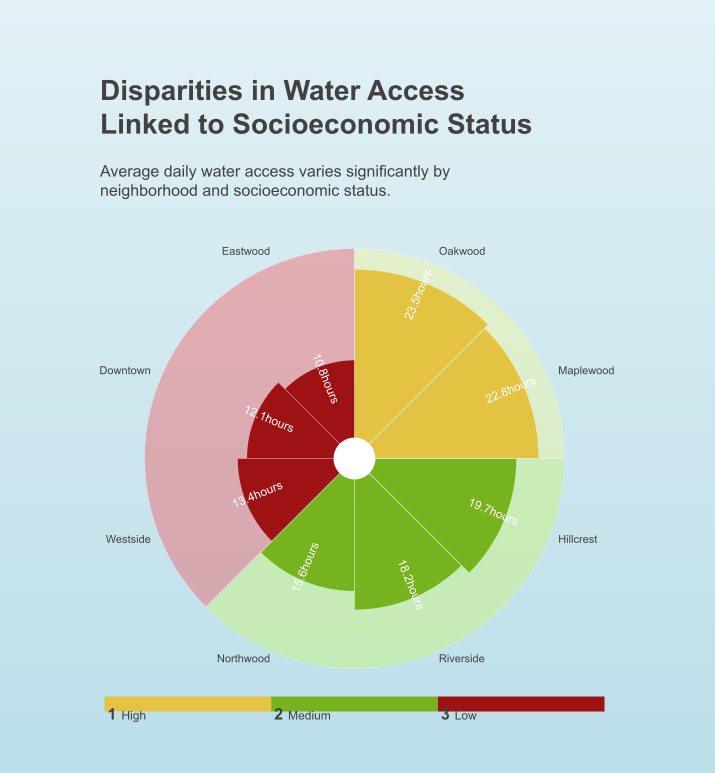 Disparities in Water Access
Linked to Socioeconomic Status
Average daily water access varies significantly by
neighborhood and socioeconomic status.
Eastwood
Oakwood
23.5hours
10.8hours
Downtown
Maplewood
22.8hours
12.1hours
13.4hours
19.7hours
Westside
Hillcrest
15.6hours
18.2hours
Northwood
Riverside
1 High
2 Medium
3 Low